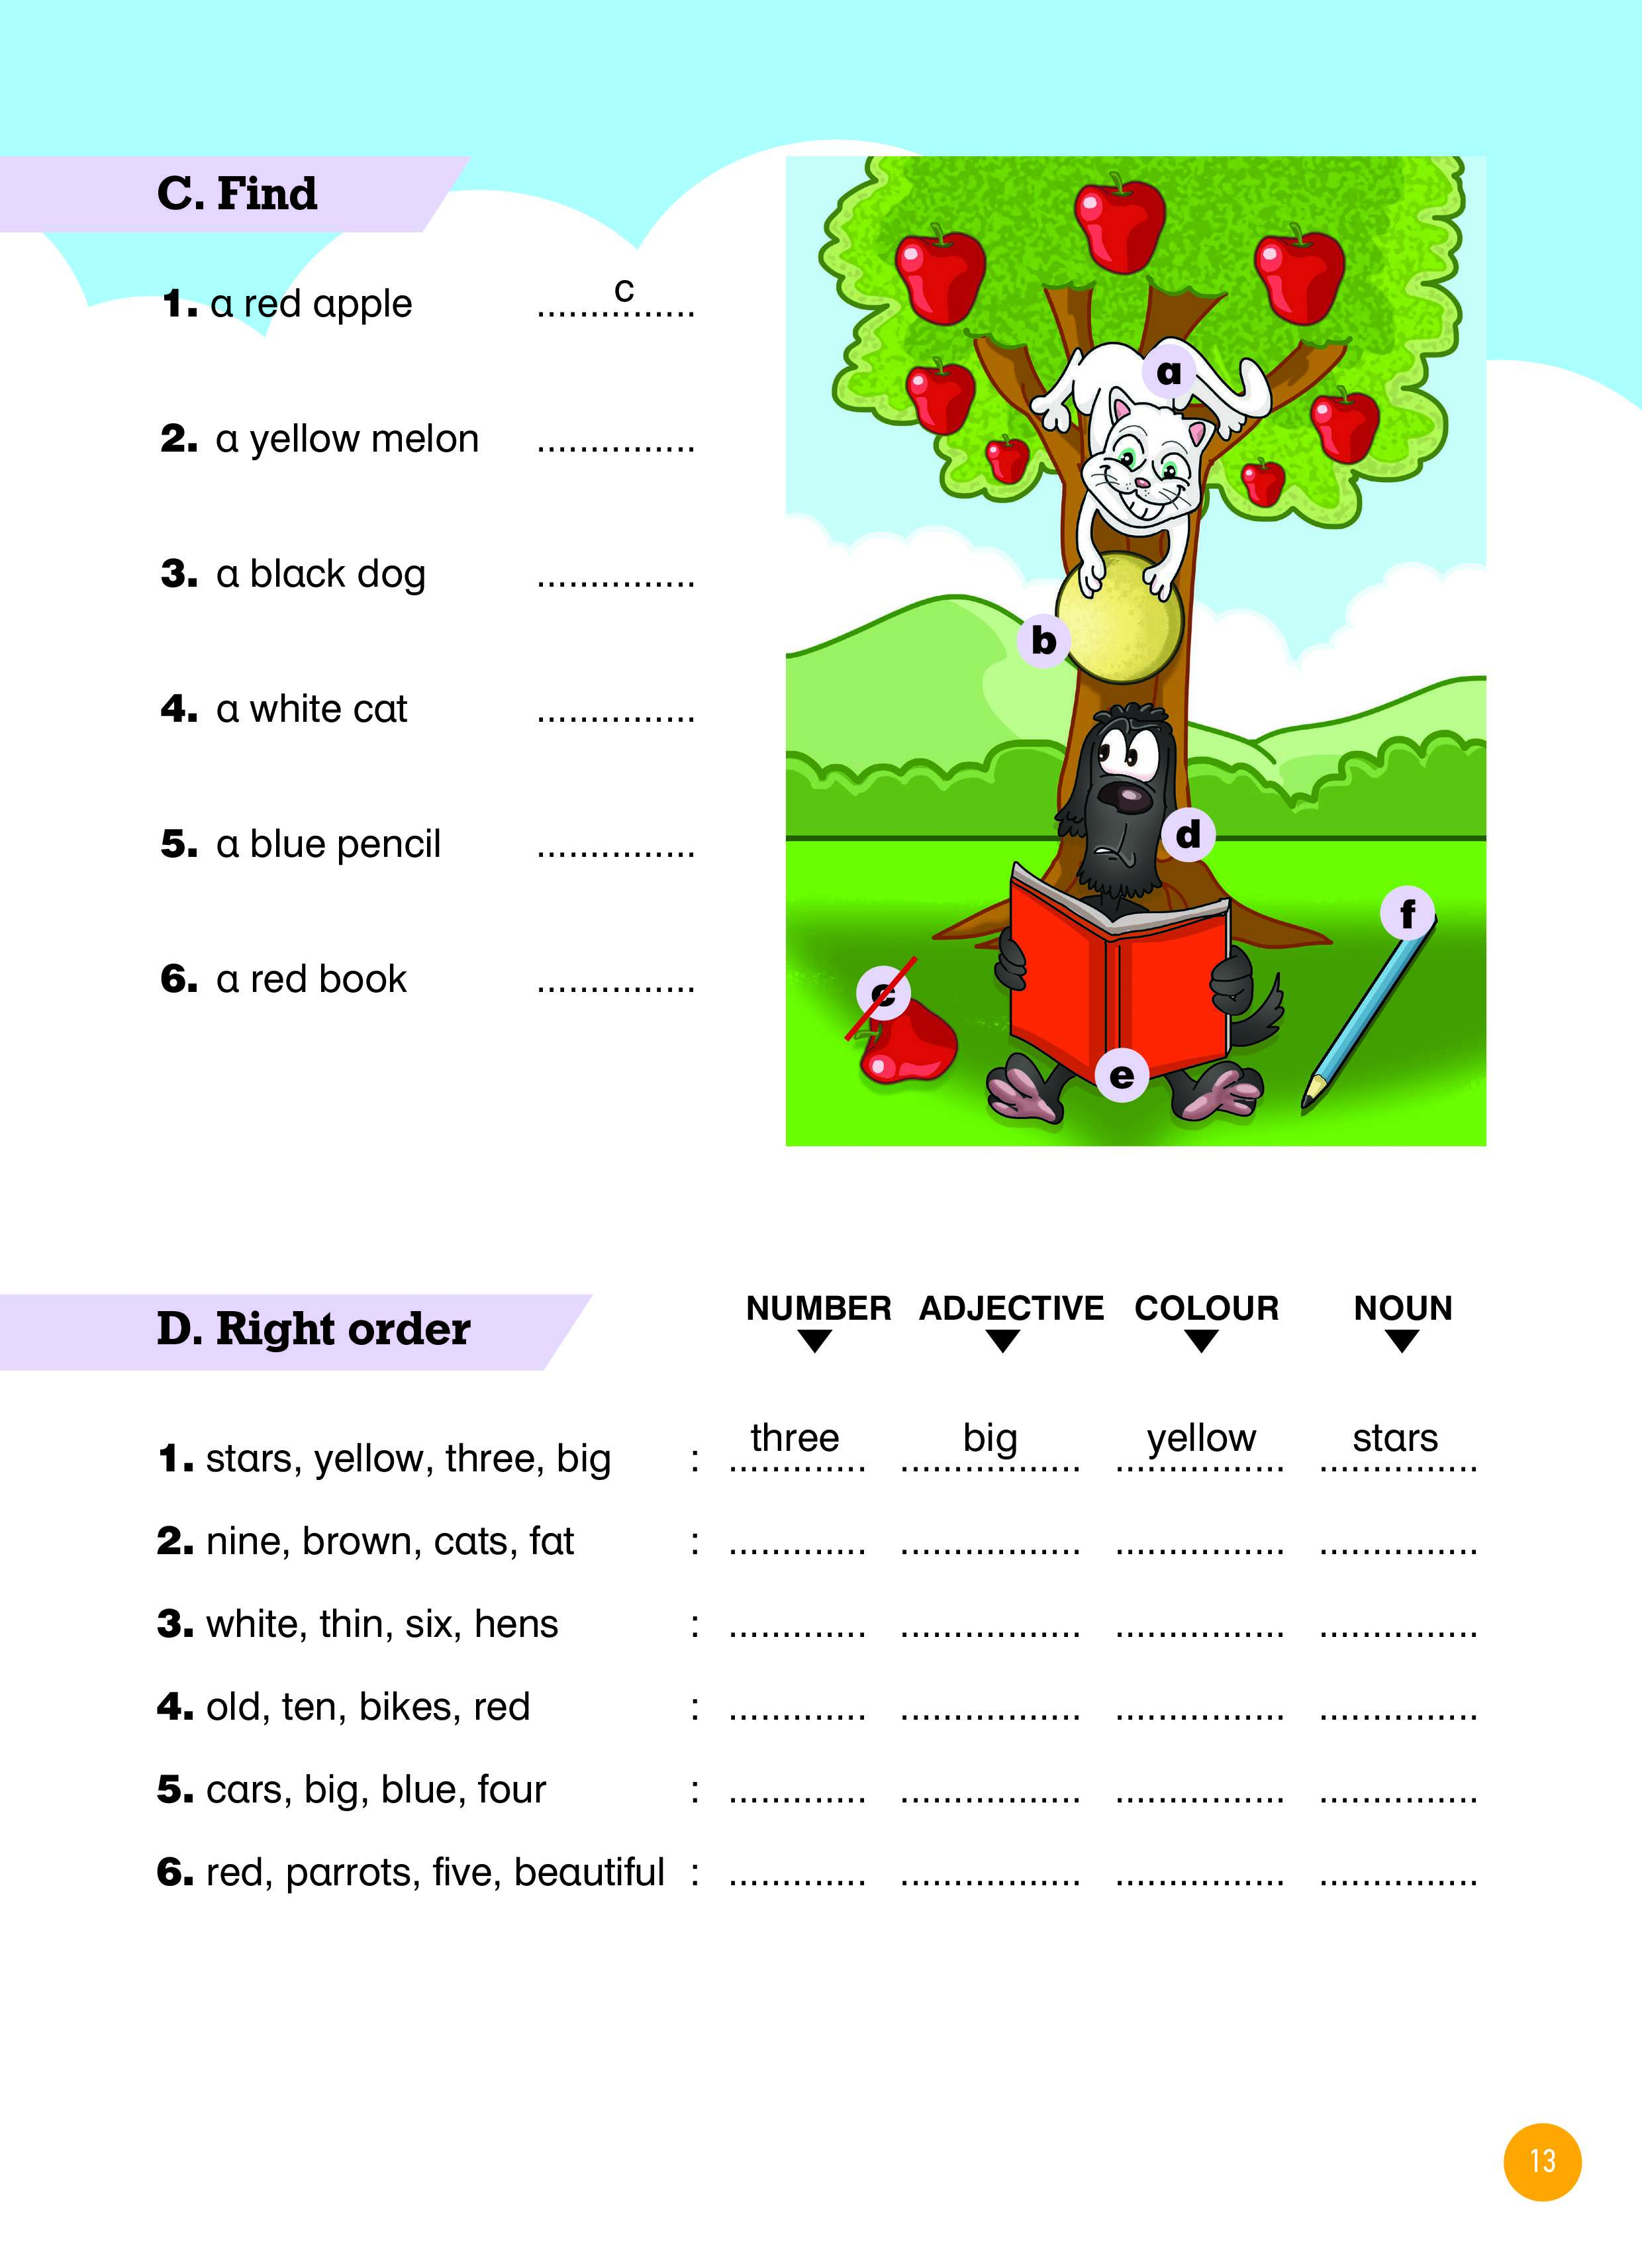 C. Find
1. a red apple ............... c
2. a yellow melon ...............
3. a black dog ...............
4. a white cat ...............
5. a blue pencil ...............
6. a red book ...............
a
b
d
f
c
e
D. Right order
NUMBER ADJECTIVE COLOUR NOUN
three big yellow stars
1. stars, yellow, three, big : ............. ................. ................ ...............
2. nine, brown, cats, fat : ............. ................. ................ ...............
3. white, thin, six, hens : ............. ................. ................ ...............
4. old, ten, bikes, red : ............. ................. ................ ...............
5. cars, big, blue, four : ............. ................. ................ ...............
6. red, parrots, five, beautiful : ............. ................. ................ ...............
13